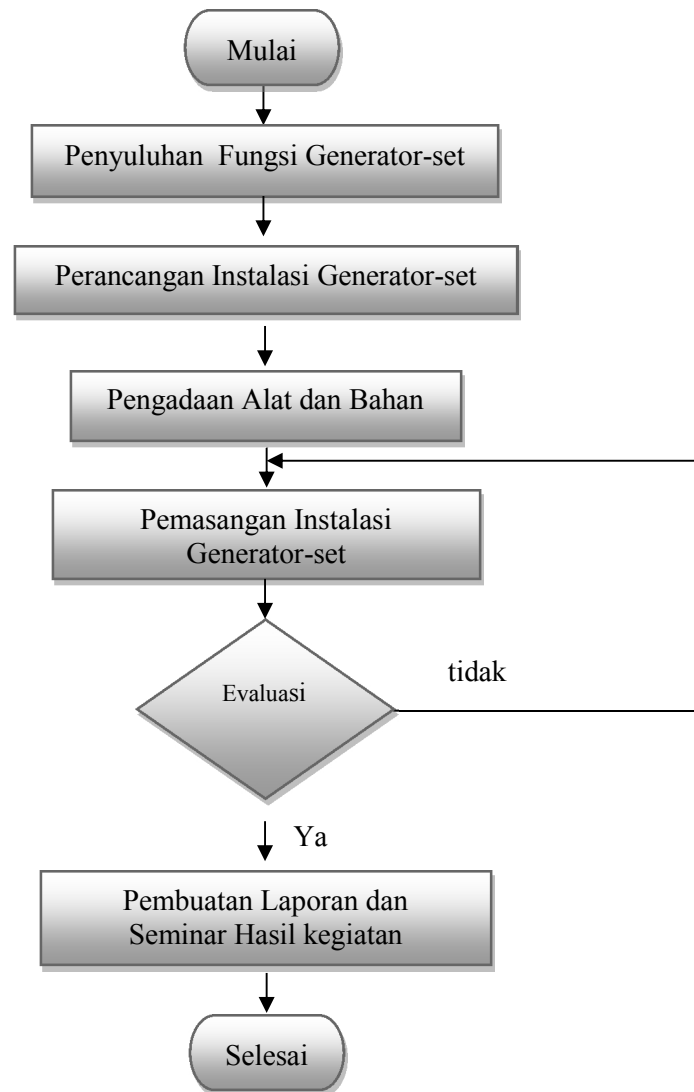 Mulai
Penyuluhan Fungsi Generator-set
Perancangan Instalasi Generator-set
Pengadaan Alat dan Bahan
Pemasangan Instalasi
Generator-set
Evaluasi
tidak
Ya
Pembuatan Laporan dan
Seminar Hasil kegiatan
Selesai